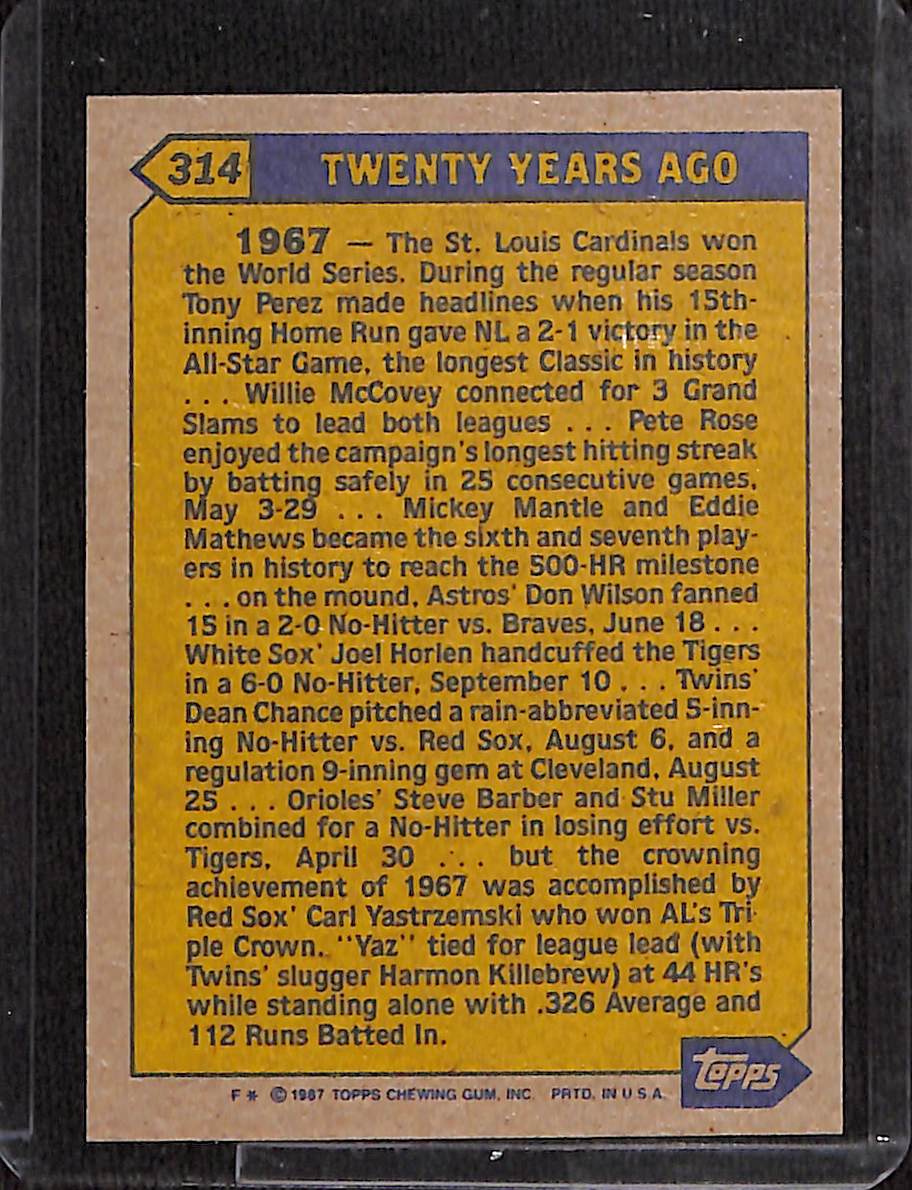 314 TWENTY YEARS AGO
1967 — The St. Louis Cardinals won
the World Series. During the regular season
Tony Perez made headlines when his 15th-
inning Home Run gave NL a 2-1 victory in the
All-Star Game, the longest Classic in history
. . . Willie McCovey connected for 3 Grand
Slams to lead both leagues . . . Pete Rose
enjoyed the campaign's longest hitting streak
by batting safely in 25 consecutive games,
May 3-29 . . . Mickey Mantle and Eddie
Mathews became the sixth and seventh play-
ers in history to reach the 500-HR milestone
. . . on the mound, Astros' Don Wilson fanned
15 in a 2-0 No-Hitter vs. Braves, June 18 . . .
White Sox' Joel Horlen handcuffed the Tigers
in a 6-0 No-Hitter, September 10 . . . Twins'
Dean Chance pitched a rain-abbreviated 5-inn-
ing No-Hitter vs. Red Sox, August 6, and a
regulation 9-inning gem at Cleveland, August
25 . . . Orioles' Steve Barber and Stu Miller
combined for a No-Hitter in losing effort vs.
Tigers, April 30 . . . but the crowning
achievement of 1967 was accomplished by
Red Sox' Carl Yastrzemski who won AL's Tri-
ple Crown. "Yaz" tied for league lead (with
Twins' slugger Harmon Killebrew) at 44 HR's
while standing alone with .326 Average and
112 Runs Batted In.
topps
F * © 1987 TOPPS CHEWING GUM, INC. PRTD. IN U.S.A.